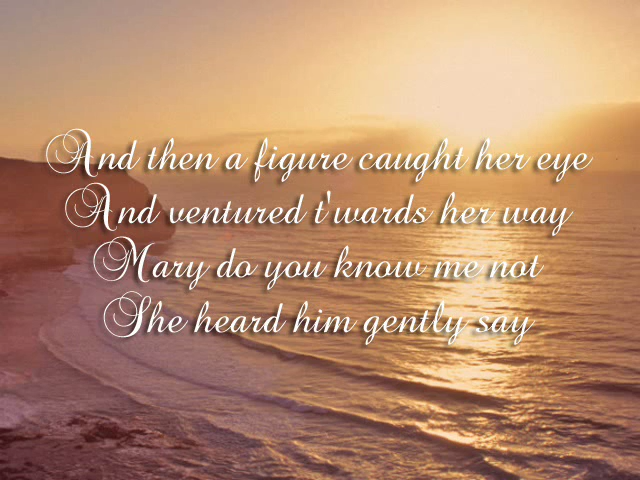 And then a figure caught her eye
And ventured t'wards her way
Mary do you know me not
She heard him gently say